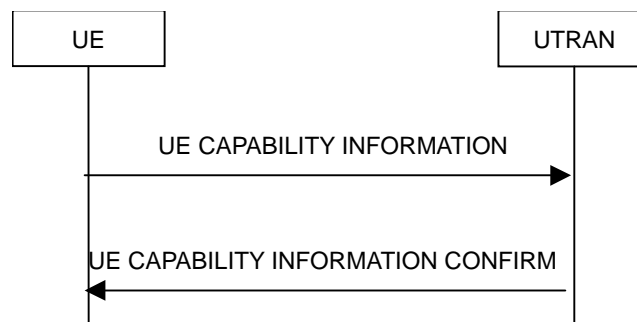 UE
UTRAN
UE CAPABILITY INFORMATION
UE CAPABILITY INFORMATION CONFIRM